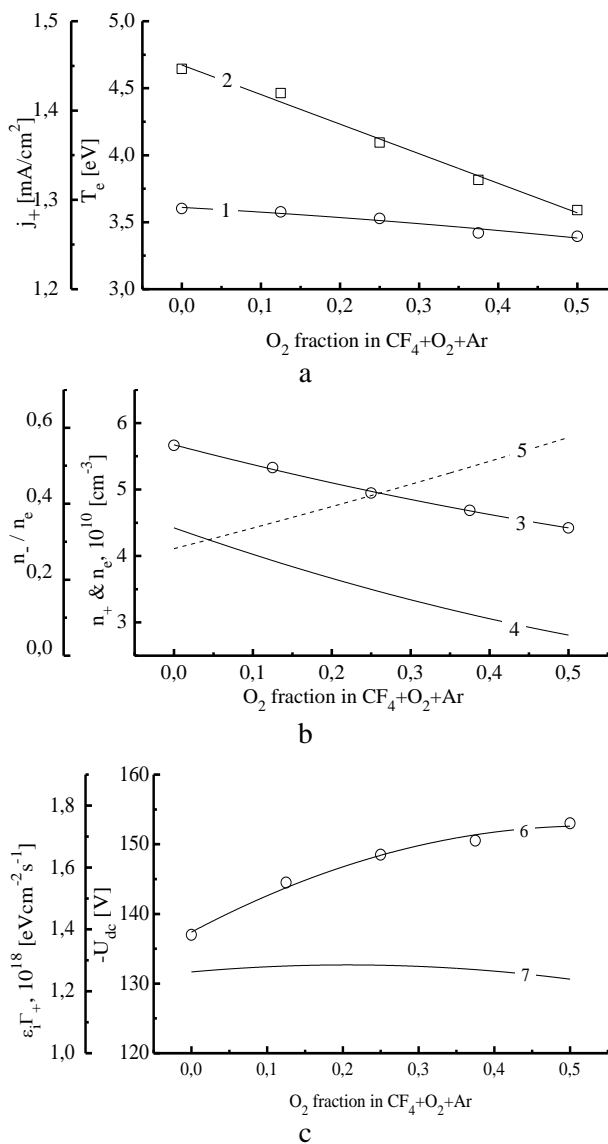 1,5
1,4
1,3
1,2
j₊ [mA/cm²]
5,0
4,5
4,0
3,5
3,0
Tₑ [eV]
2
1
0,0 0,1 0,2 0,3 0,4 0,5
O₂ fraction in CF₄+O₂+Ar
a
0,6
0,4
0,2
0,0
n₋ / nₑ
6
5
4
3
n₊ & nₑ, 10¹⁰ [cm⁻³]
5
3
4
0,0 0,1 0,2 0,3 0,4 0,5
O₂ fraction in CF₄+O₂+Ar
b
1,8
1,6
1,4
1,2
1,0
εᵢΓ₊, 10¹⁸ [eVcm⁻²s⁻¹]
160
150
140
130
120
-U_dc [V]
6
7
0,0 0,1 0,2 0,3 0,4 0,5
O₂ fraction in CF₄+O₂+Ar
c